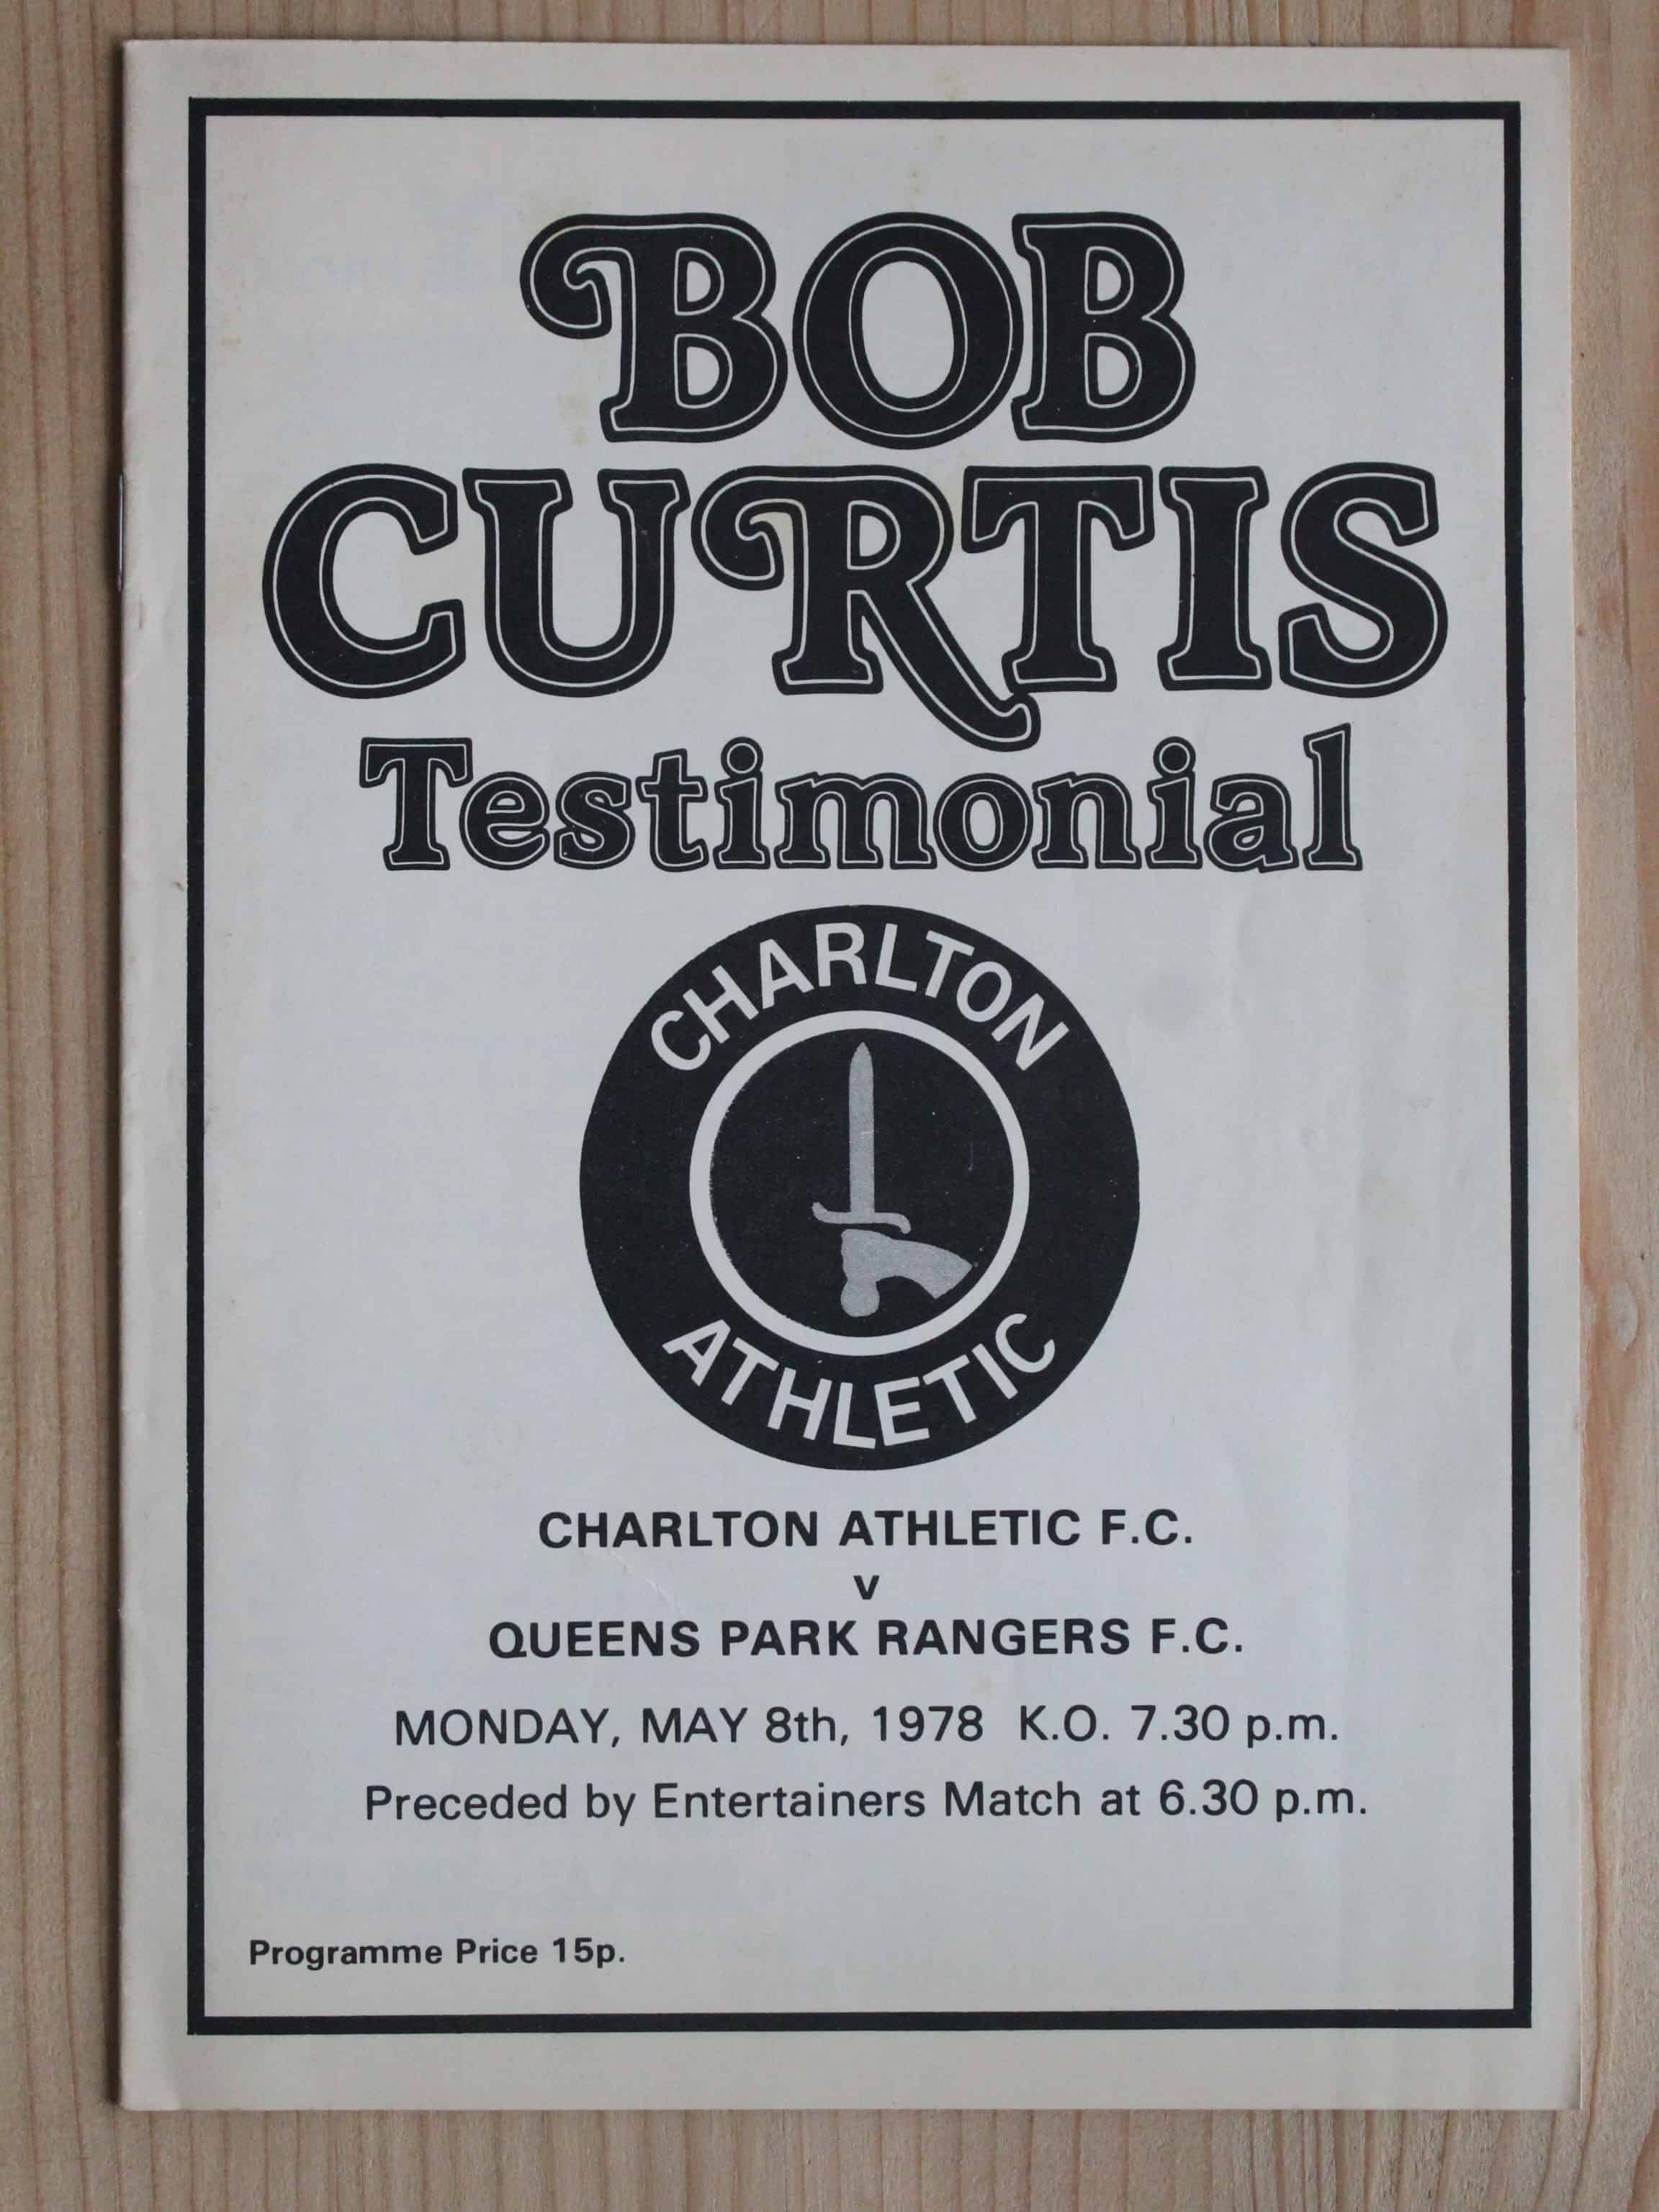 BOB
CURTIS
Testimonial
CHARLTON
ATHLETIC
CHARLTON ATHLETIC F.C.
v
QUEENS PARK RANGERS F.C.
MONDAY, MAY 8th, 1978 K.O. 7.30 p.m.
Preceded by Entertainers Match at 6.30 p.m.
Programme Price 15p.